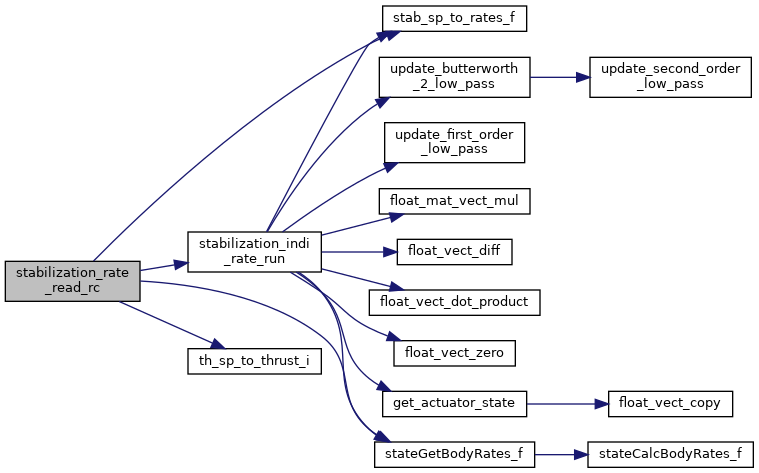 stab_sp_to_rates_f
update_butterworth
_2_low_pass
update_second_order
_low_pass
update_first_order
_low_pass
float_mat_vect_mul
stabilization_indi
_rate_run
float_vect_diff
stabilization_rate
_read_rc
float_vect_dot_product
float_vect_zero
th_sp_to_thrust_i
get_actuator_state
float_vect_copy
stateGetBodyRates_f
stateCalcBodyRates_f